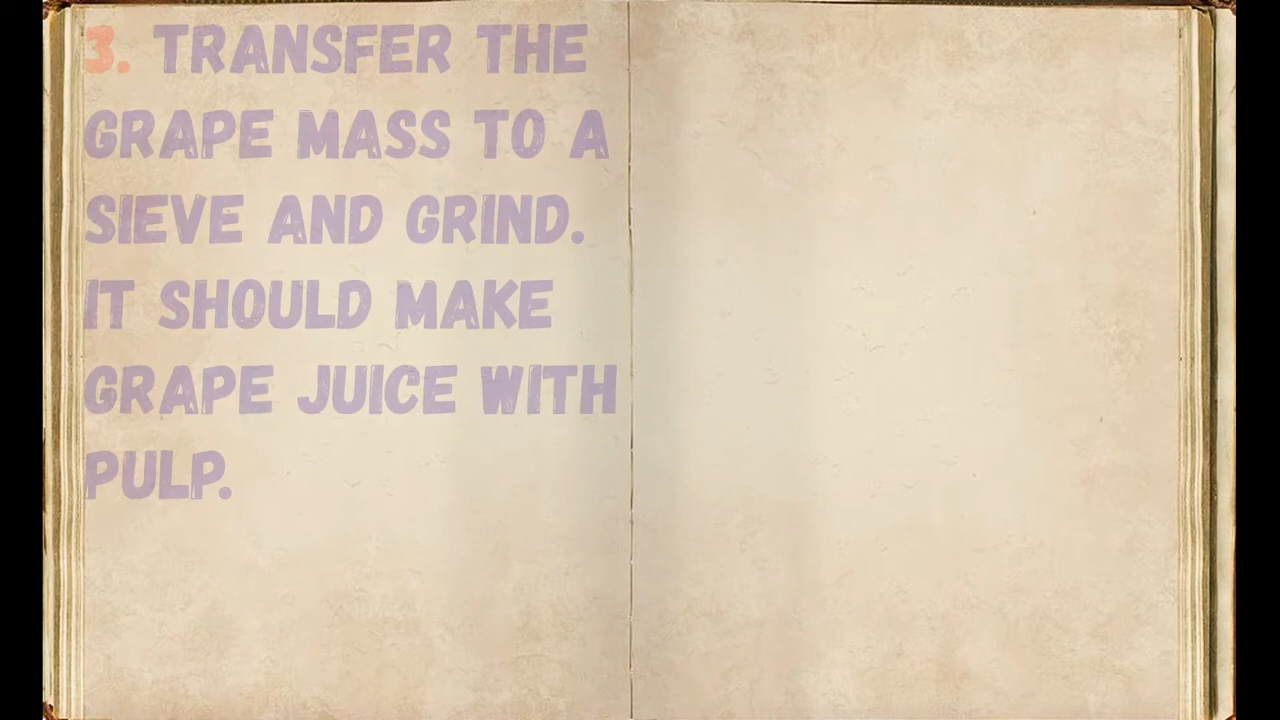 3. TRANSFER THE
GRAPE MASS TO A
SIEVE AND GRIND.
IT SHOULD MAKE
GRAPE JUICE WITH
PULP.